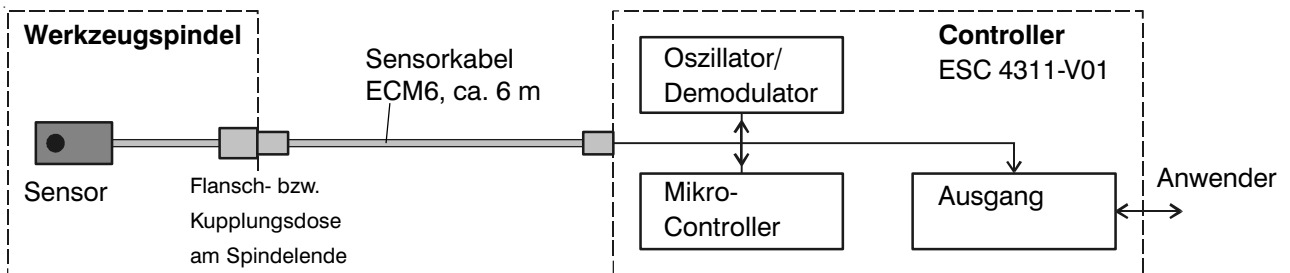 Werkzeugspindel
Sensor
Flansch- bzw.
Kupplungsdose
am Spindelende
Sensorkabel
ECM6, ca. 6 m
Oszillator/
Demodulator
Controller
ESC 4311-V01
Mikro-
Controller
Ausgang
Anwender